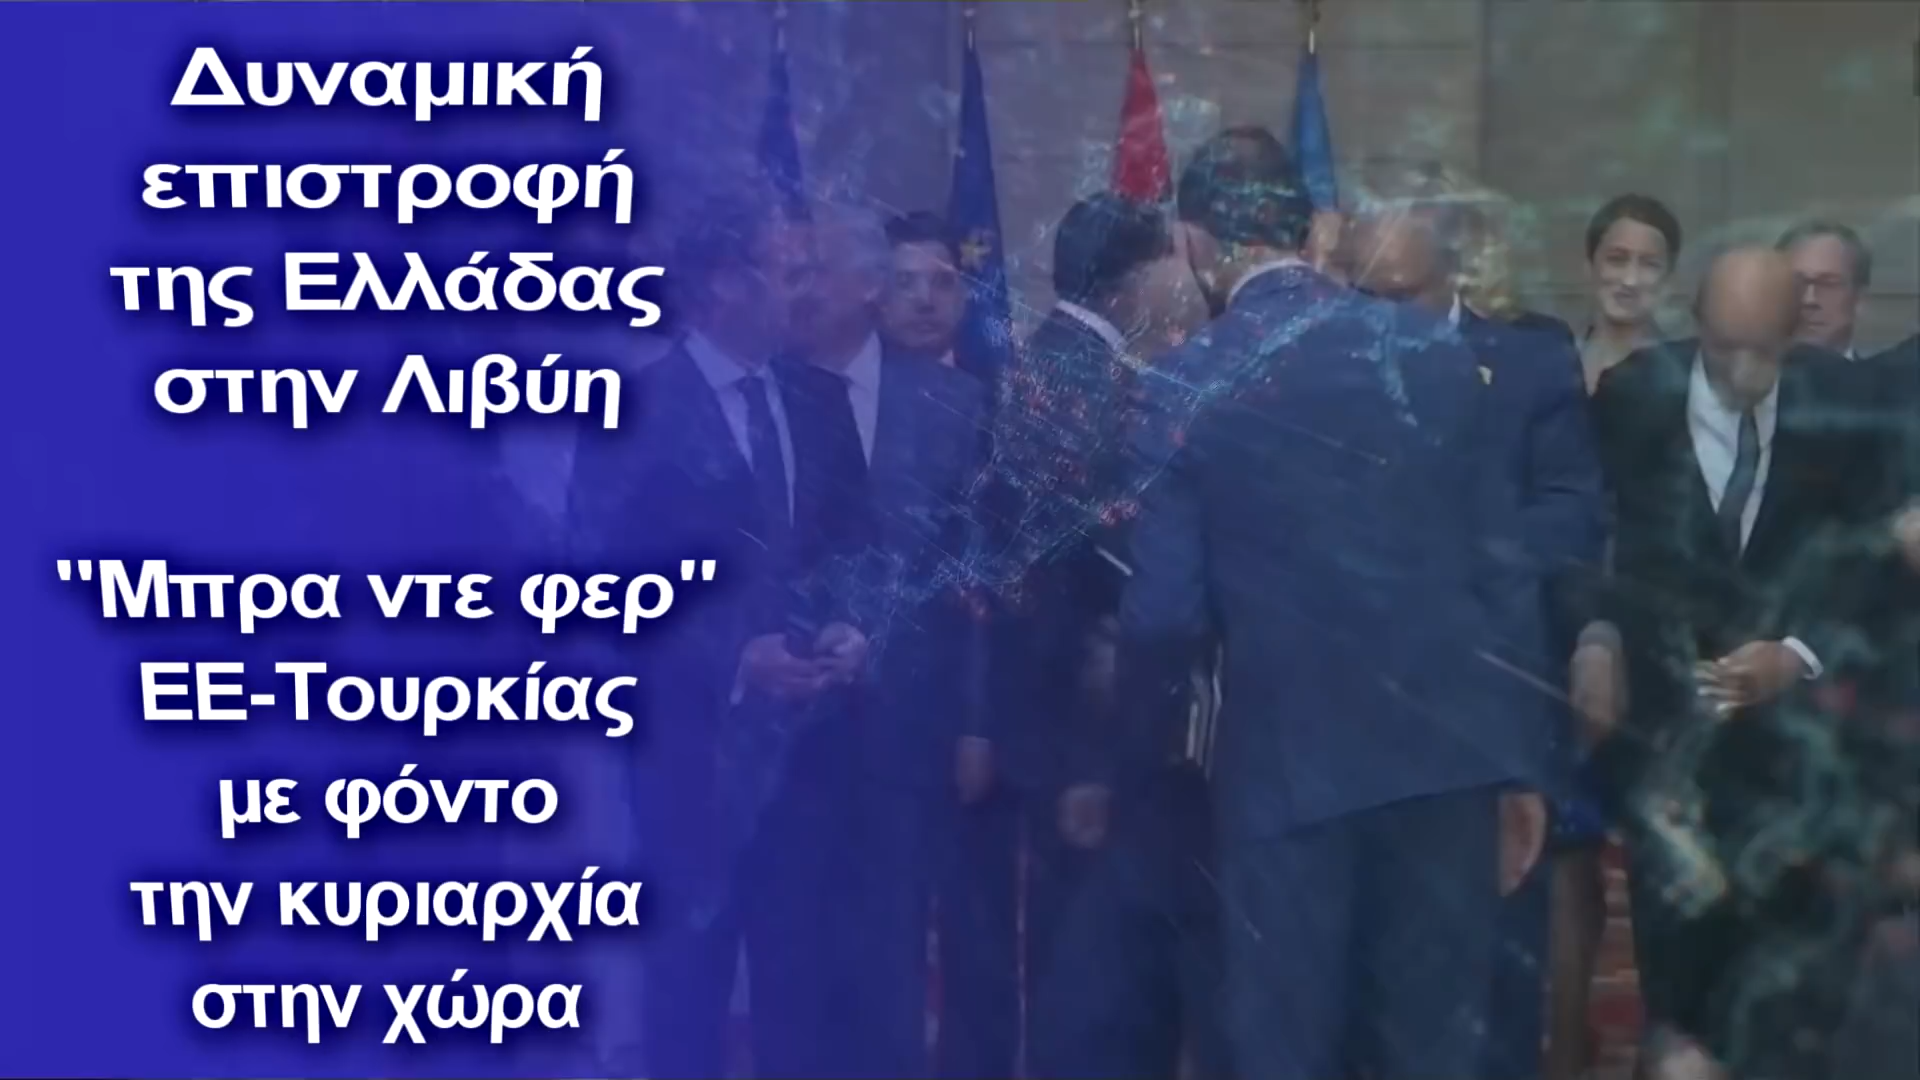 Δυναμική
επιστροφή
της Ελλάδας
στην Λιβύη
"Μπρα ντε φερ"
ΕΕ-Τουρκίας
με φόντο
την κυριαρχία
στην χώρα